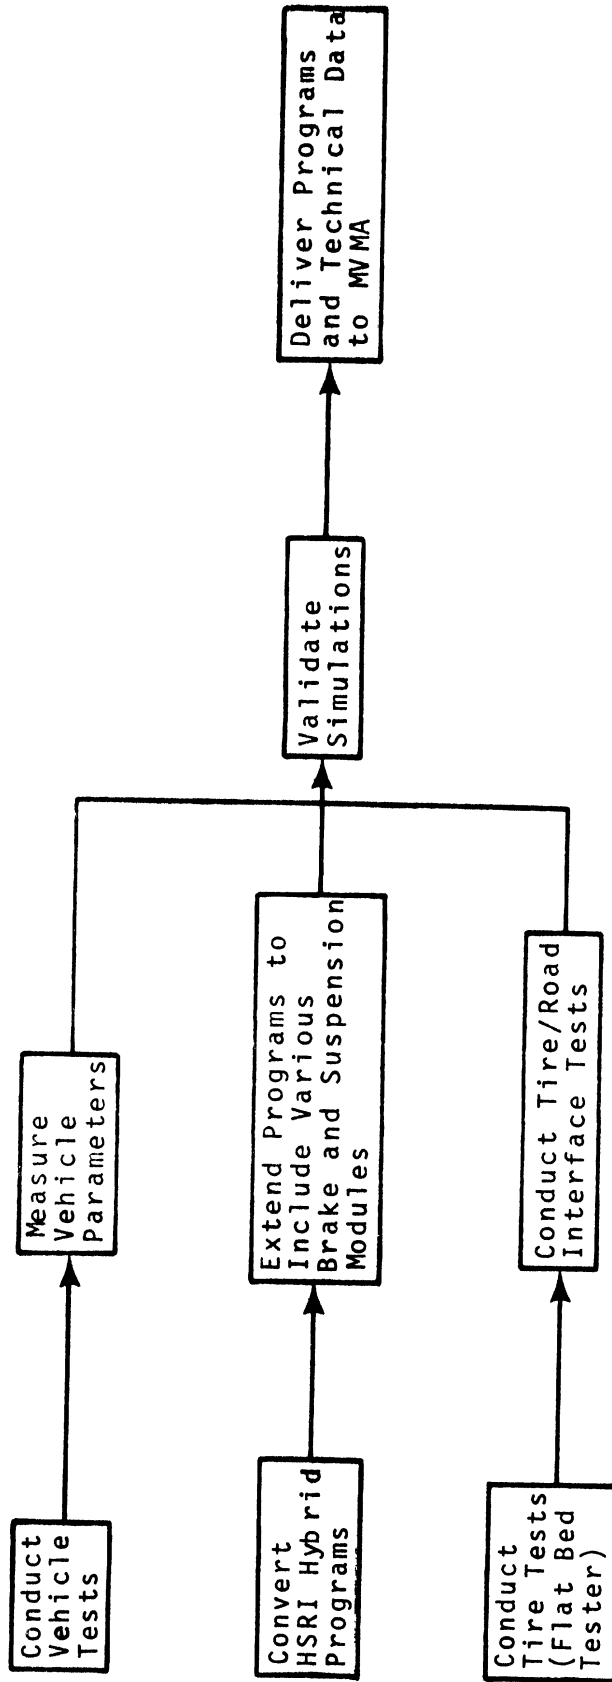 Conduct
Vehicle
Tests
Measure
Vehicle
Parameters
Convert
HSRI Hybrid
Programs
Extend Programs to
Include Various
Brake and Suspension
Modules
Conduct
Tire Tests
(Flat Bed
Tester)
Conduct Tire/Road
Interface Tests
Validate
Simulations
Deliver Programs
and Technical Data
to MVMA